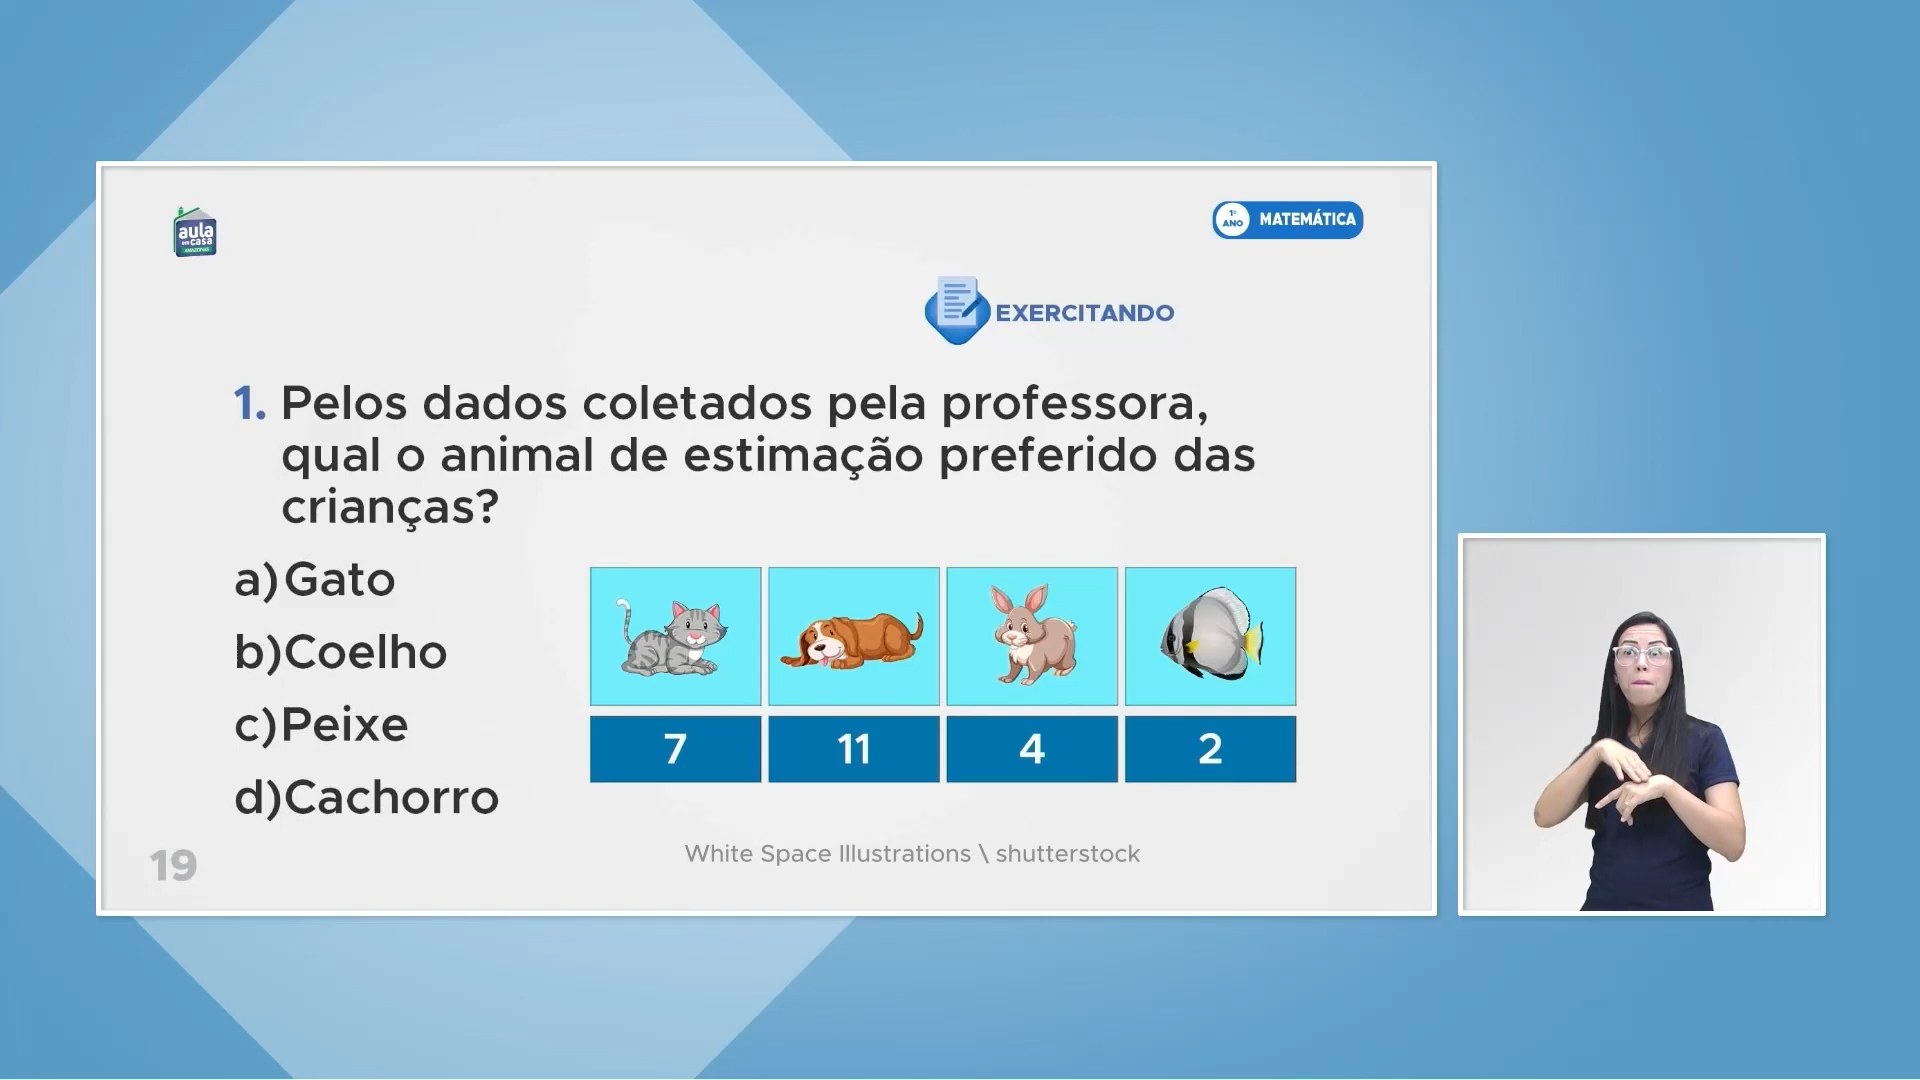 aula
em casa
AMAZONAS
1º
ANO
MATEMÁTICA
EXERCITANDO
1. Pelos dados coletados pela professora,
qual o animal de estimação preferido das
crianças?
a)Gato
b)Coelho
c)Peixe
d)Cachorro
7 11 4 2
White Space Illustrations \ shutterstock
19